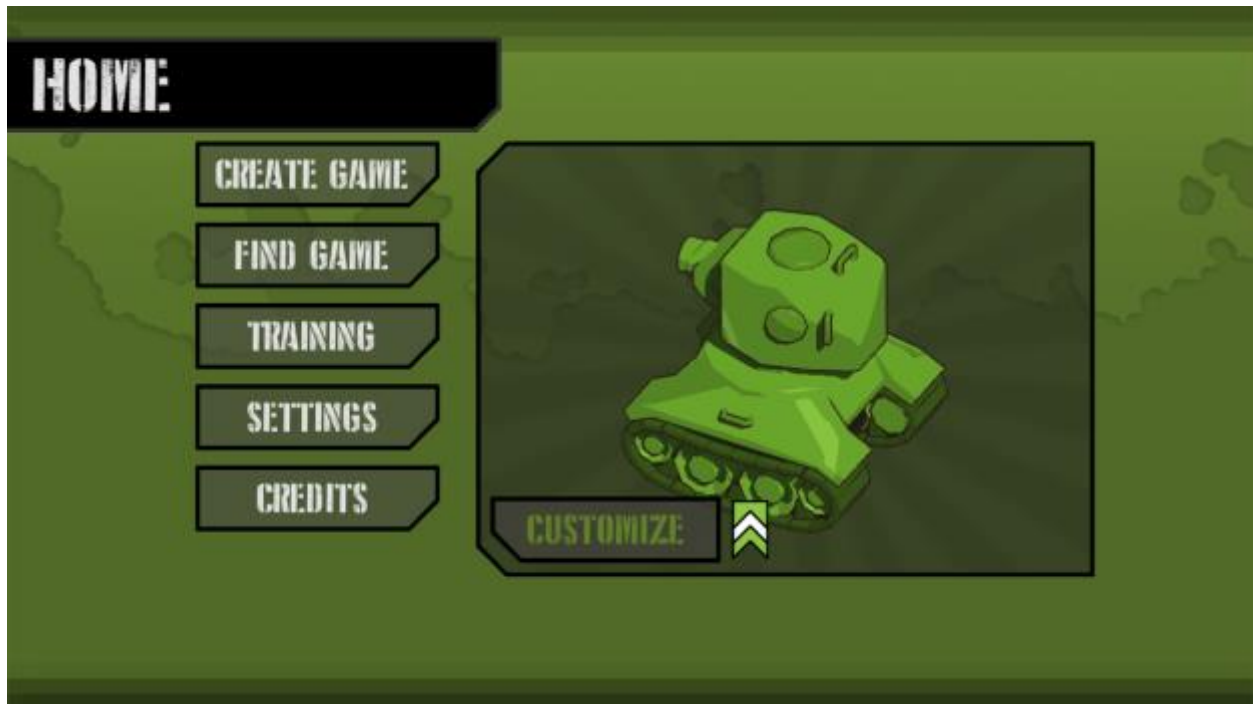 HOME
CREATE GAME
FIND GAME
TRAINING
SETTINGS
CREDITS
CUSTOMIZE